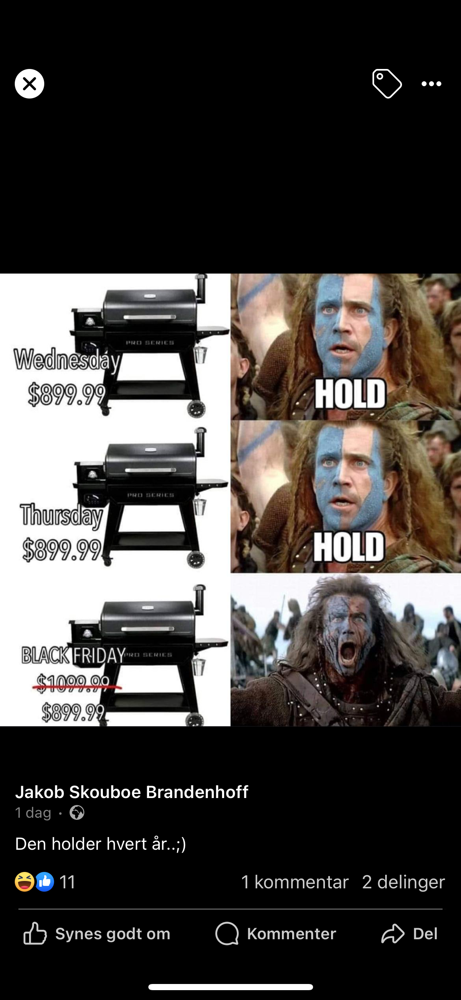 PRO SERIES
Wednesday
$899.99
HOLD
PRO SERIES
Thursday
$899.99
HOLD
BLACK FRIDAY
PRO SERIES
$1099.99
$899.99
Jakob Skouboe Brandenhoff
1 dag ·
Den holder hvert år..;)
11
1 kommentar 2 delinger
Synes godt om Kommenter Del